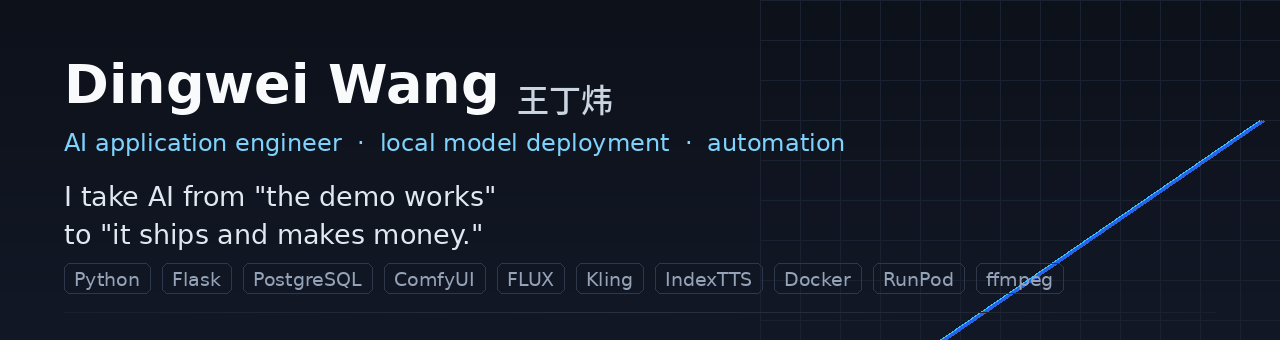 Dingwei Wang 王丁炜
AI application engineer · local model deployment · automation
I take AI from "the demo works"
to "it ships and makes money."
Python Flask PostgreSQL ComfyUI FLUX Kling IndexTTS Docker RunPod ffmpeg